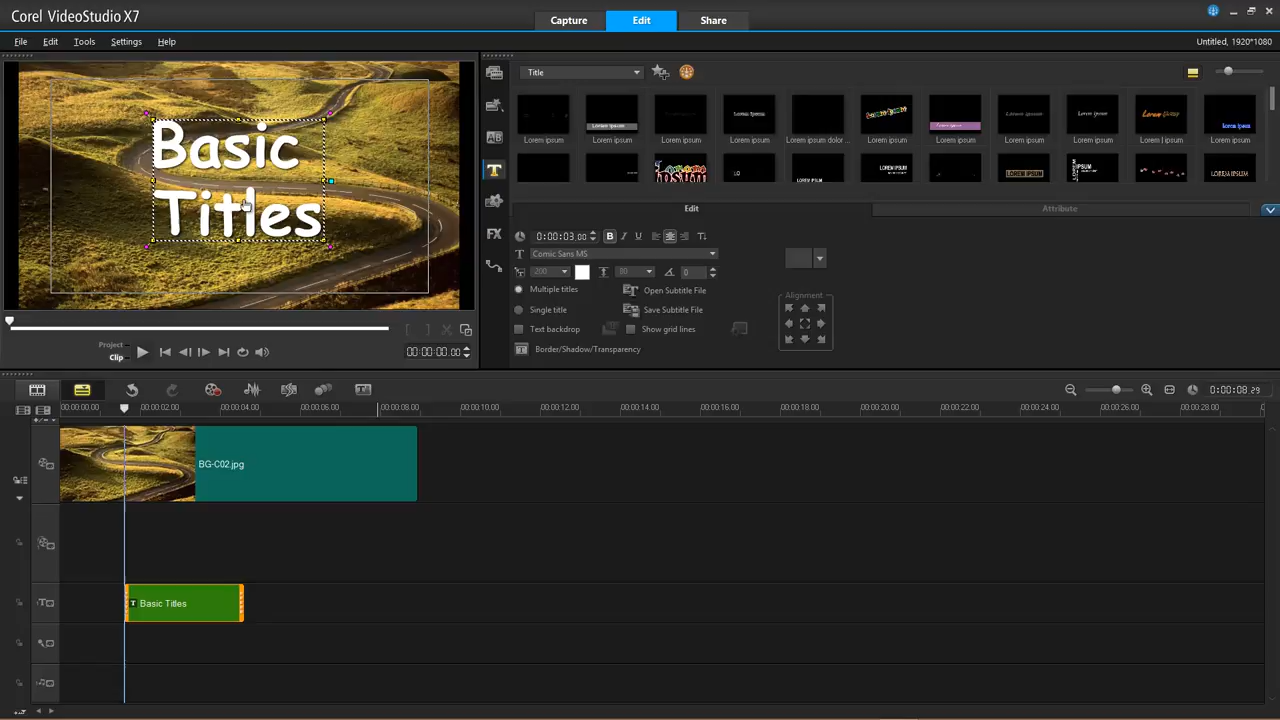 Corel VideoStudio X7
Capture
Edit
Share
File
Edit
Tools
Settings
Help
Untitled, 1920*1080
Basic
Titles
Title
Lorem ipsum
Lorem ipsum
Lorem ipsum
Lorem ipsum
Lorem ipsum dolor ...
Lorem ipsum
Lorem ipsum
Lorem ipsum
Lorem ipsum
Lorem ipsum
Lorem ipsum
Edit
Attribute
0:00:03.00
B I U
Comic Sans MS
200
80
0
Multiple titles
Open Subtitle File
Single title
Save Subtitle File
Text backdrop
Show grid lines
Border/Shadow/Transparency
Alignment
Project
Clip
00:00:00.00
0:00:08.29
00:00:00.00
00:00:02.00
00:00:04.00
00:00:06.00
00:00:08.00
00:00:10.00
00:00:12.00
00:00:14.00
00:00:16.00
00:00:18.00
00:00:20.00
00:00:22.00
00:00:24.00
00:00:26.00
00:00:28.00
BG-C02.jpg
T Basic Titles